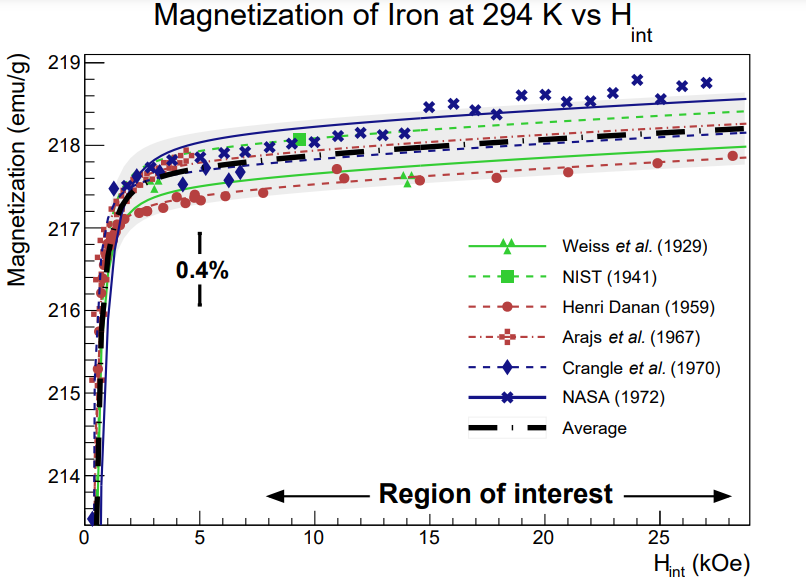 Magnetization of Iron at 294 K vs H_int
Magnetization (emu/g)
219
218
217
216
215
214
0.4%
Weiss et al. (1929)
NIST (1941)
Henri Danan (1959)
Arajs et al. (1967)
Crangle et al. (1970)
NASA (1972)
Average
Region of interest
0 5 10 15 20 25
H_int (kOe)